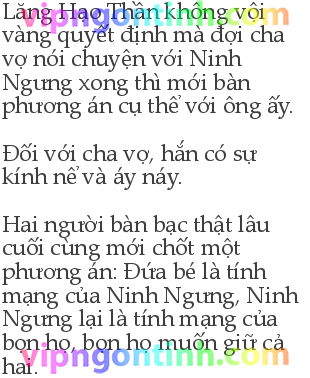 Lăng Hạo Thần không vội
vàng quyết định mà đợi cha
vợ nói chuyện với Ninh
Ngưng xong thì mới bàn
phương án cụ thể với ông ấy.
Đối với cha vợ, hắn có sự
kính nể và áy náy.
Hai người bàn bạc thật lâu
cuối cùng mới chốt một
phương án: Đứa bé là tính
mạng của Ninh Ngưng, Ninh
Ngưng lại là tính mạng của
bọn họ, bọn họ muốn giữ cả
hai.
vipngontinh.com
vipngontinh.com